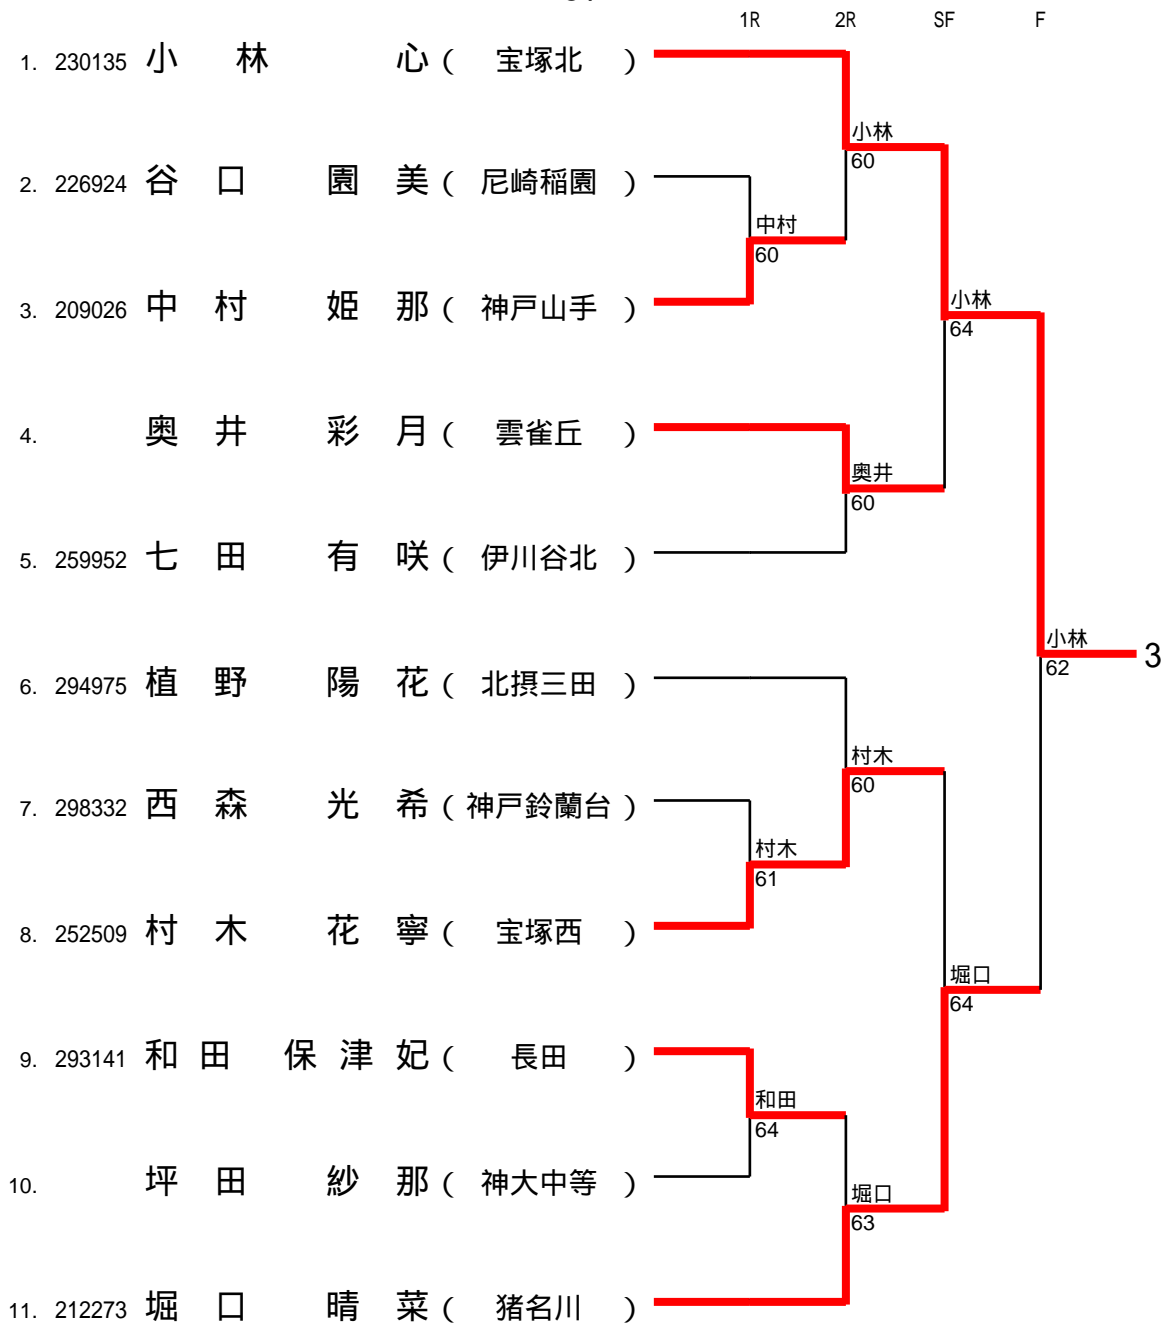 1R 2R SF F
1. 230135 小林 心 ( 宝塚北 )
小林
60
2. 226924 谷口 園美 ( 尼崎稲園 )
中村
60
3. 209026 中村 姫那 ( 神戸山手 )
小林
64
4. 奥井 彩月 ( 雲雀丘 )
奥井
60
5. 259952 七田 有咲 ( 伊川谷北 )
小林
62
3
6. 294975 植野 陽花 ( 北摂三田 )
村木
60
7. 298332 西森 光希 ( 神戸鈴蘭台 )
村木
61
8. 252509 村木 花寧 ( 宝塚西 )
堀口
64
9. 293141 和田 保津妃 ( 長田 )
和田
64
10. 坪田 紗那 ( 神大中等 )
堀口
63
11. 212273 堀口 晴菜 ( 猪名川 )